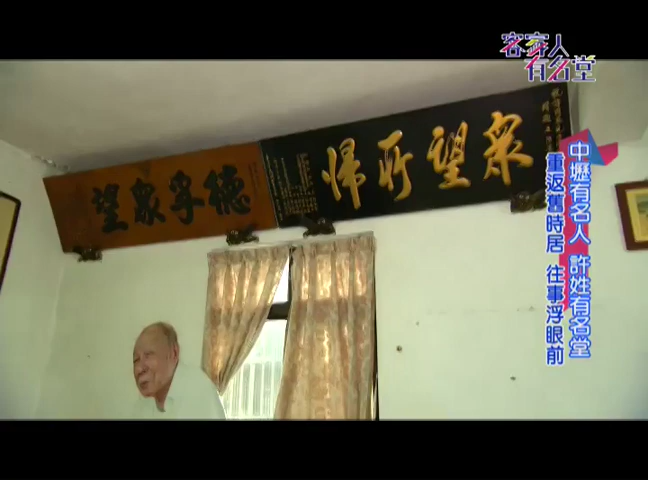 客家人
有名堂
中壢有名人 許姓有名堂
重返舊時居 往事浮眼前
眾望所歸
德孚眾望